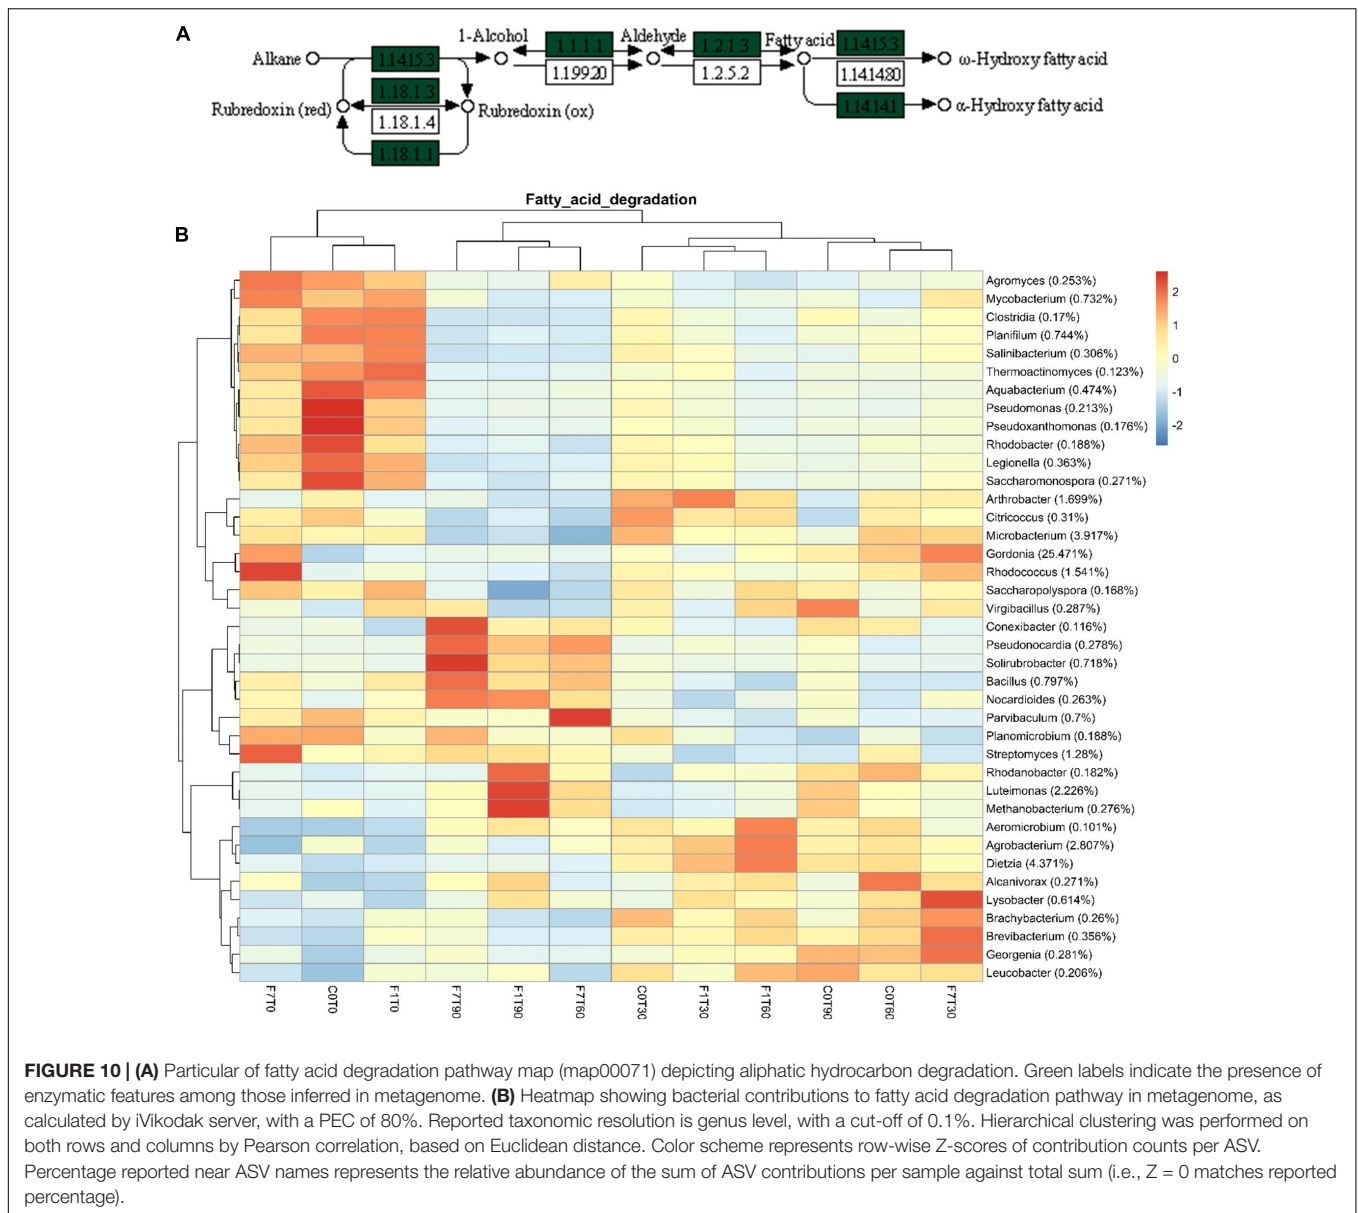 A
Alkane
1.14.15.3
1-Alcohol
1.1.1.1
1.1.99.20
Aldehyde
1.2.1.3
1.2.5.2
Fatty acid
1.14.15.3
1.14.14.80
ω-Hydroxy fatty acid
1.14.14.1
α-Hydroxy fatty acid
Rubredoxin (red)
1.18.1.3
1.18.1.4
1.18.1.1
Rubredoxin (ox)
Fatty_acid_degradation
B
Agromyces (0.253%)
Mycobacterium (0.732%)
Clostridia (0.17%)
Planifilum (0.744%)
Salinibacterium (0.306%)
Thermoactinomyces (0.123%)
Aquabacterium (0.474%)
Pseudomonas (0.213%)
Pseudoxanthomonas (0.176%)
Rhodobacter (0.188%)
Legionella (0.363%)
Saccharomonospora (0.271%)
Arthrobacter (1.699%)
Citricoccus (0.31%)
Microbacterium (3.917%)
Gordonia (25.471%)
Rhodococcus (1.541%)
Saccharopolyspora (0.168%)
Virgibacillus (0.287%)
Conexibacter (0.116%)
Pseudonocardia (0.278%)
Solirubrobacter (0.718%)
Bacillus (0.797%)
Nocardioides (0.263%)
Parvibaculum (0.7%)
Planomicrobium (0.188%)
Streptomyces (1.28%)
Rhodanobacter (0.182%)
Luteimonas (2.226%)
Methanobacterium (0.276%)
Aeromicrobium (0.101%)
Agrobacterium (2.807%)
Dietzia (4.371%)
Alcanivorax (0.271%)
Lysobacter (0.614%)
Brachybacterium (0.26%)
Brevibacterium (0.356%)
Georgenia (0.281%)
Leucobacter (0.206%)
2
1
0
-1
-2
F7T0
C0T0
F1T0
F7T90
F1T90
F7T60
C0T30
F1T30
F1T60
C0T90
C0T60
F7T30
FIGURE 10 | (A) Particular of fatty acid degradation pathway map (map00071) depicting aliphatic hydrocarbon degradation. Green labels indicate the presence of
enzymatic features among those inferred in metagenome. (B) Heatmap showing bacterial contributions to fatty acid degradation pathway in metagenome, as
calculated by iVikodak server, with a PEC of 80%. Reported taxonomic resolution is genus level, with a cut-off of 0.1%. Hierarchical clustering was performed on
both rows and columns by Pearson correlation, based on Euclidean distance. Color scheme represents row-wise Z-scores of contribution counts per ASV.
Percentage reported near ASV names represents the relative abundance of the sum of ASV contributions per sample against total sum (i.e., Z = 0 matches reported
percentage).